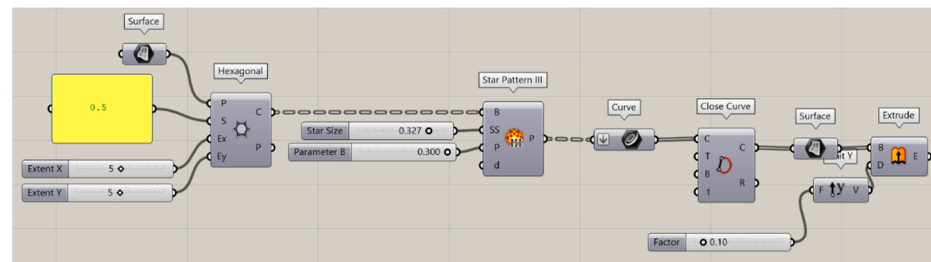 Surface
Hexagonal
0.5
P
S
Ex
Ey
C
P
Extent X 5
Extent Y 5
Star Pattern III
Star Size 0.327
Parameter B 0.300
B
SS
P
d
P
Curve
Close Curve
C
T
B
t
C
R
Surface
it Y
F y V
Extrude
B
D
E
Factor 0.10